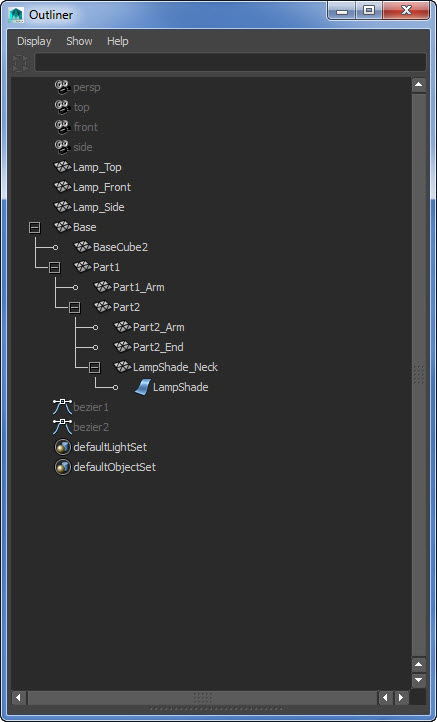 Outliner
Display Show Help
persp
top
front
side
Lamp_Top
Lamp_Front
Lamp_Side
Base
BaseCube2
Part1
Part1_Arm
Part2
Part2_Arm
Part2_End
LampShade_Neck
LampShade
bezier1
bezier2
defaultLightSet
defaultObjectSet